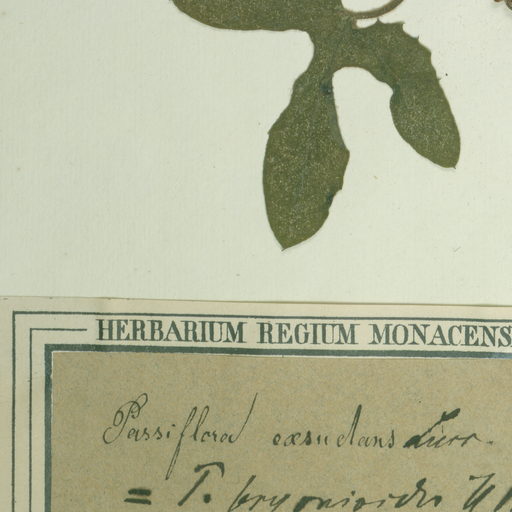 HERBARIUM REGIUM MONACENS
Passiflora exsudans Zucc.
= P. bryonioides H